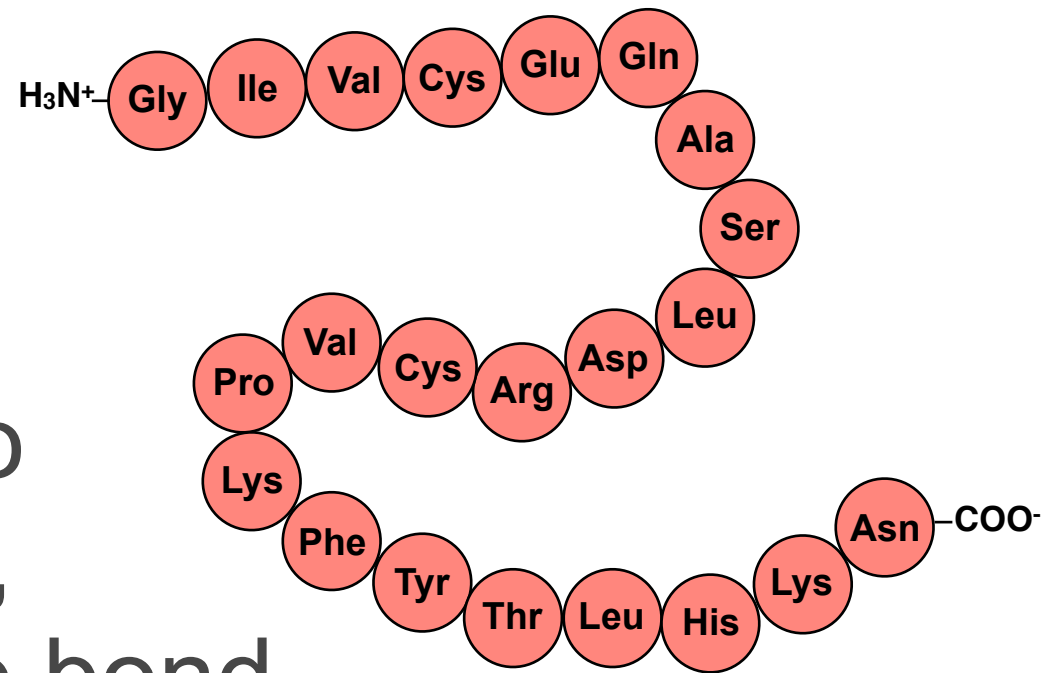 H₃N⁺ Gly Ile Val Cys Glu Gln
Ala
Ser
Leu
Asp
Arg
Cys
Val
Pro
Lys
Phe
Tyr
Thr
Leu
His
Lys
Asn COO⁻
bond